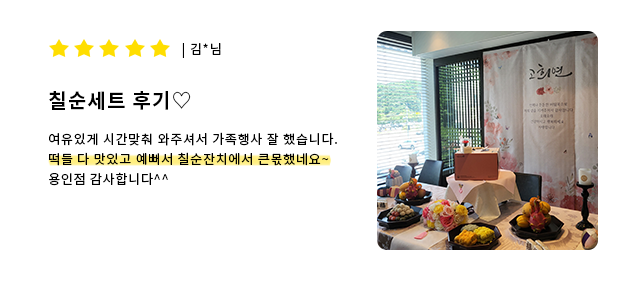 | 김*님
칠순세트 후기♡
여유있게 시간맞춰 와주셔서 가족행사 잘 했습니다.
떡들 다 맛있고 예뻐서 칠순잔치에서 큰몫했네요~
용인점 감사합니다^^
고희연